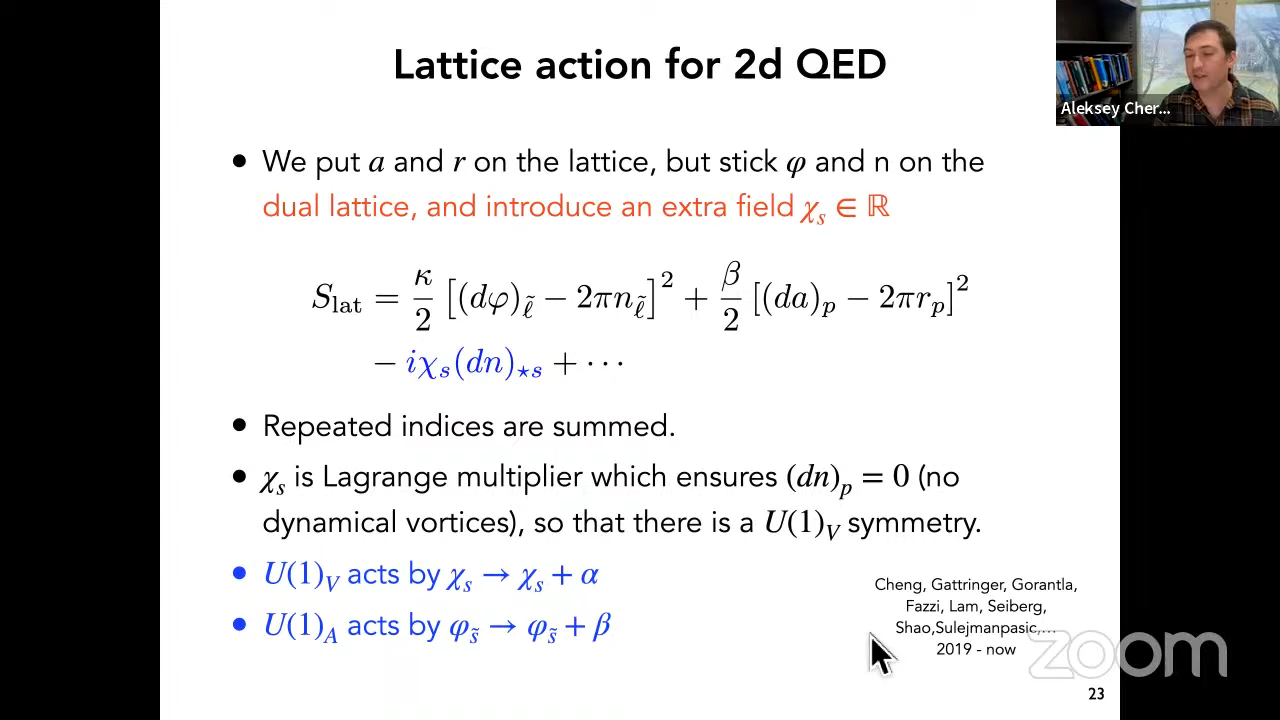 Lattice action for 2d QED
Aleksey Cher...
• We put a and r on the lattice, but stick φ and n on the
dual lattice, and introduce an extra field χ_s ∈ ℝ
S_lat = κ/2 [(dφ)_ℓ̃ − 2πn_ℓ̃]^2 + β/2 [(da)_p − 2πr_p]^2
− iχ_s(dn)_⋆s + ⋯
• Repeated indices are summed.
• χ_s is Lagrange multiplier which ensures (dn)_p = 0 (no
dynamical vortices), so that there is a U(1)_V symmetry.
• U(1)_V acts by χ_s → χ_s + α
• U(1)_A acts by φ_s̃ → φ_s̃ + β
Cheng, Gattringer, Gorantla,
Fazzi, Lam, Seiberg,
Shao,Sulejmanpasic,...
2019 - now
zoom
23